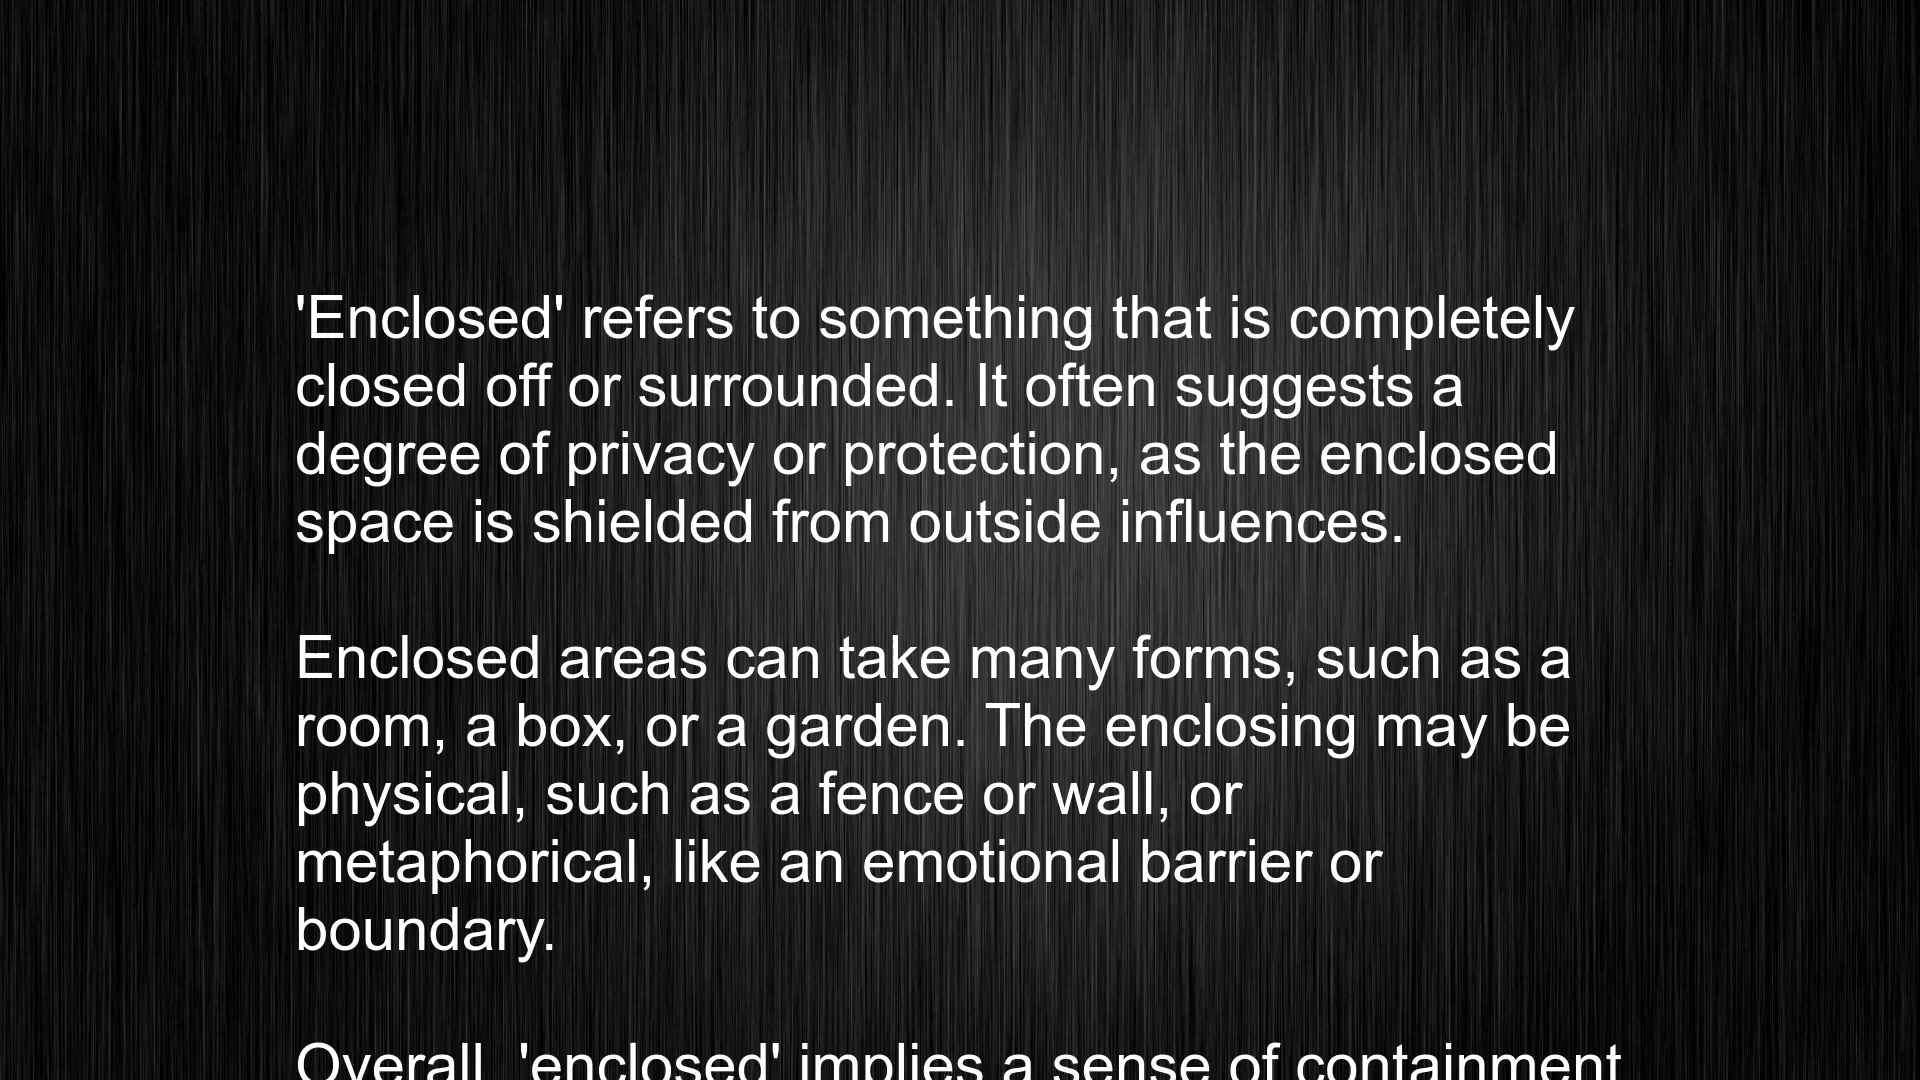 'Enclosed' refers to something that is completely
closed off or surrounded. It often suggests a
degree of privacy or protection, as the enclosed
space is shielded from outside influences.
Enclosed areas can take many forms, such as a
room, a box, or a garden. The enclosing may be
physical, such as a fence or wall, or
metaphorical, like an emotional barrier or
boundary.
Overall 'enclosed' implies a sense of containment